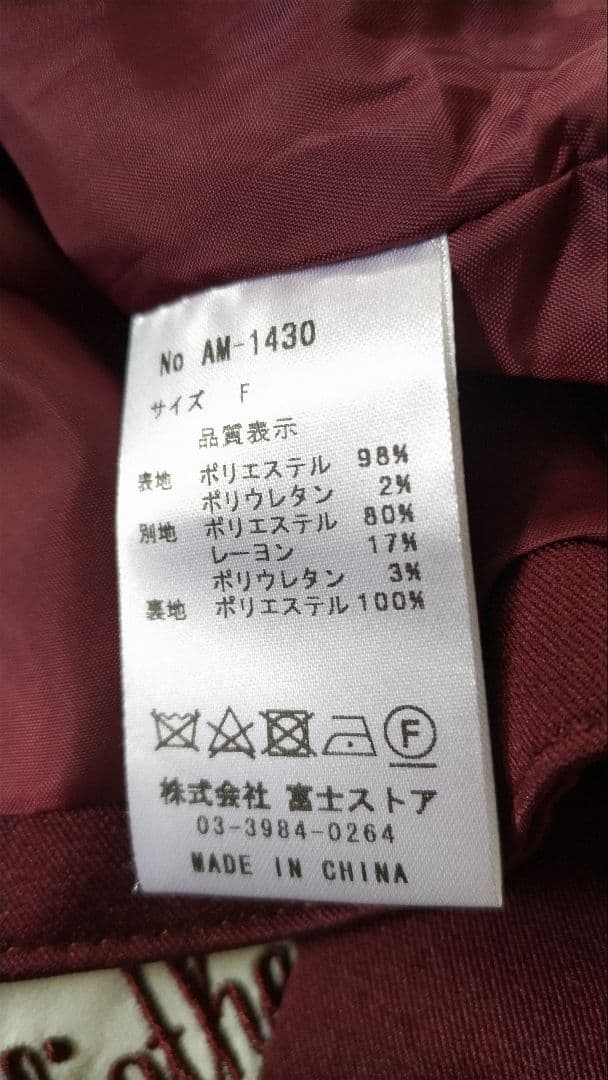 No AM-1430
サイズ F
品質表示
表地 ポリエステル 98%
ポリウレタン 2%
別地 ポリエステル 80%
レーヨン 17%
ポリウレタン 3%
裏地 ポリエステル 100%
F
株式会社 富士ストア
03-3984-0264
MADE IN CHINA